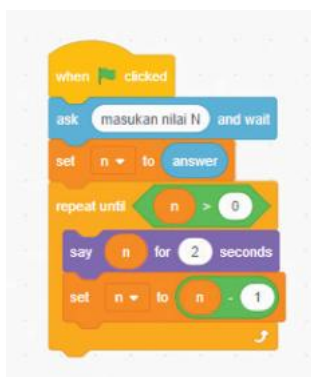 when clicked
ask masukan nilai N and wait
set n to answer
repeat until n > 0
say n for 2 seconds
set n to n - 1